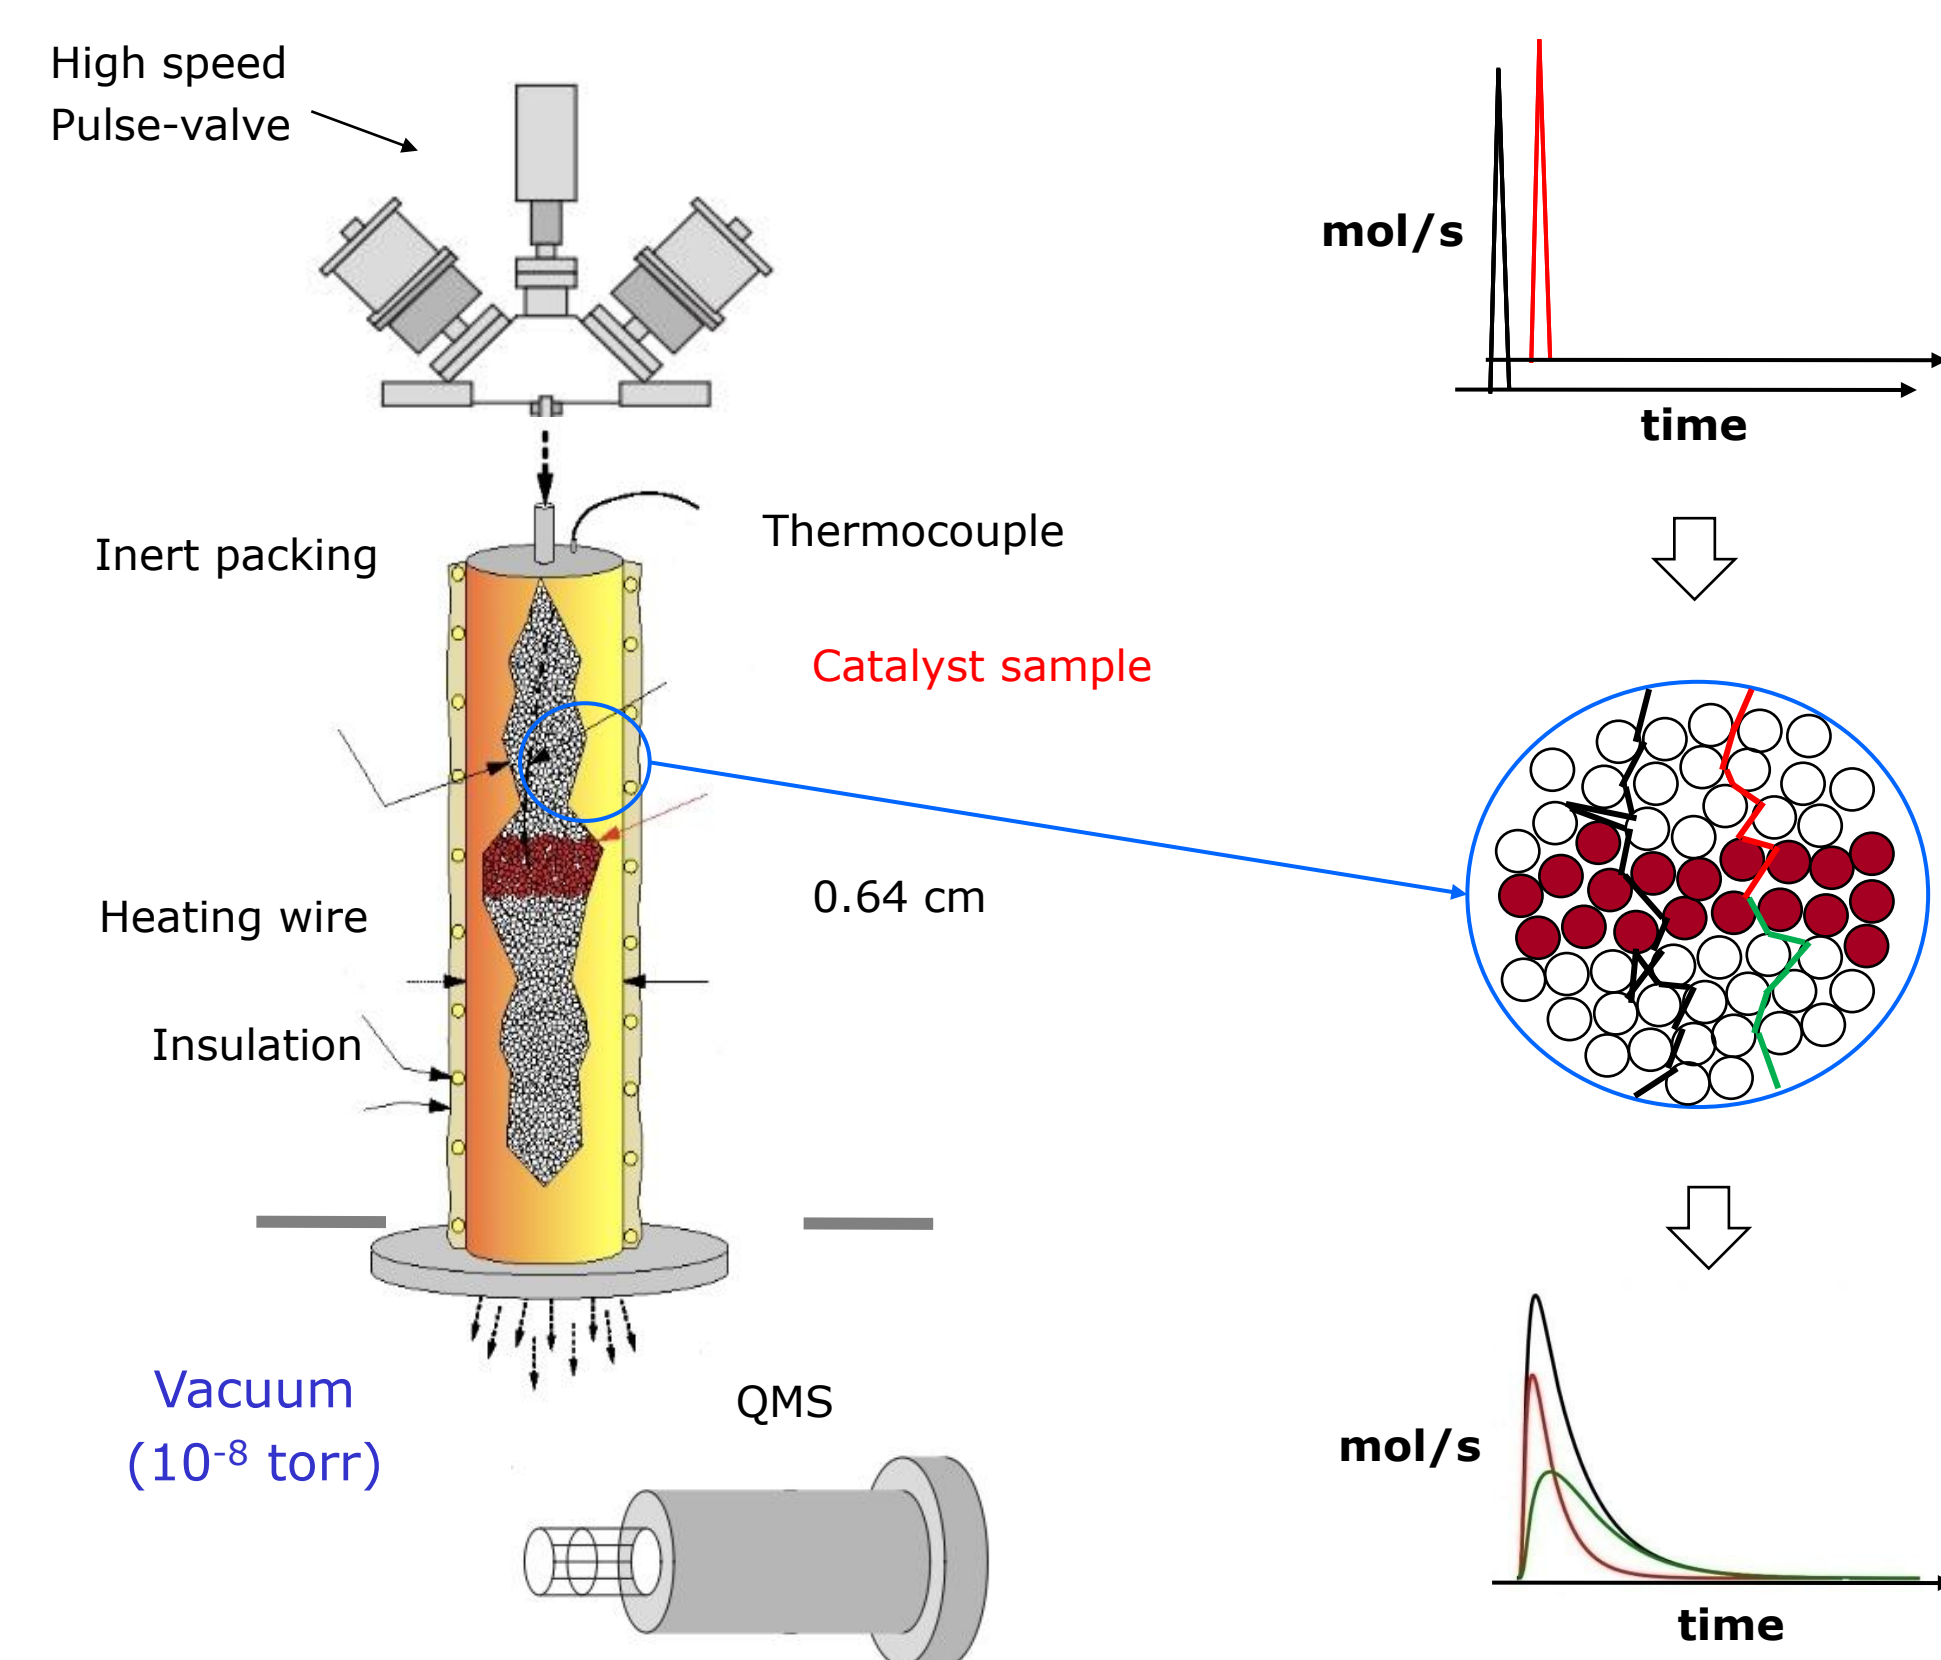 High speed
Pulse-valve
mol/s
time
Inert packing
Thermocouple
Catalyst sample
Heating wire
0.64 cm
Insulation
Vacuum
(10⁻⁸ torr)
QMS
mol/s
time